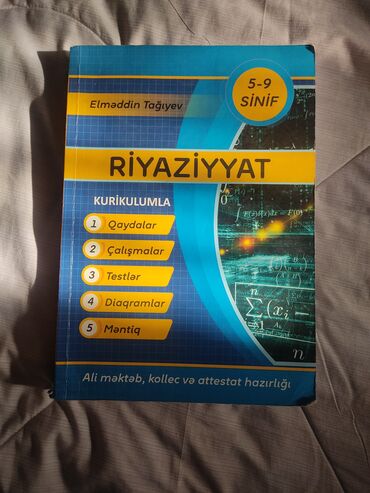 Elməddin Tağıyev
5-9
SİNİF
RİYAZİYYAT
KURİKULUMLA
1 Qaydalar
2 Çalışmalar
3 Testlər
4 Diaqramlar
5 Məntiq
Ali məktəb, kollec və attestat hazırlığı